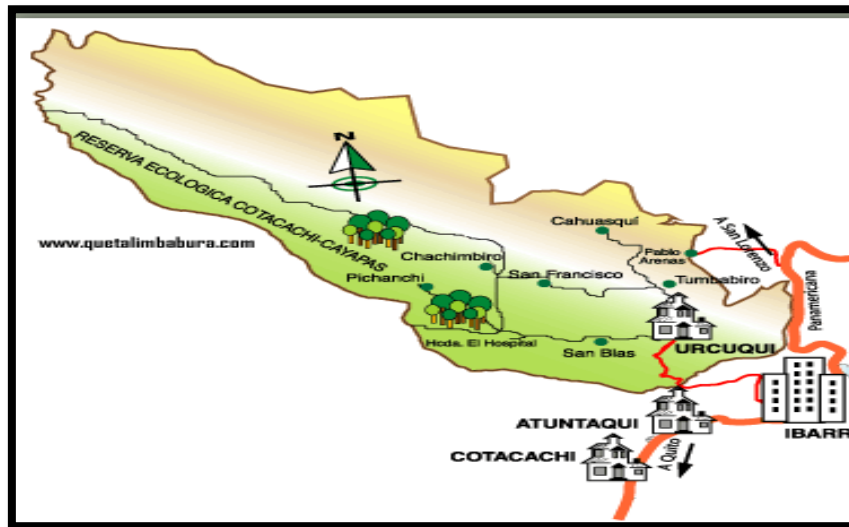 N
RESERVA ECOLOGICA COTACACHI-CAYAPAS
www.quetalimbabura.com
Cahuasquí
A San Lorenzo
Pablo
Arenas
Chachimbiro
San Francisco
Tumbabiro
Pichanchi
Panamericana
Hcda. El Hospital
San Blas
URCUQUI
ATUNTAQUI
IBARR
COTACACHI
A Quito